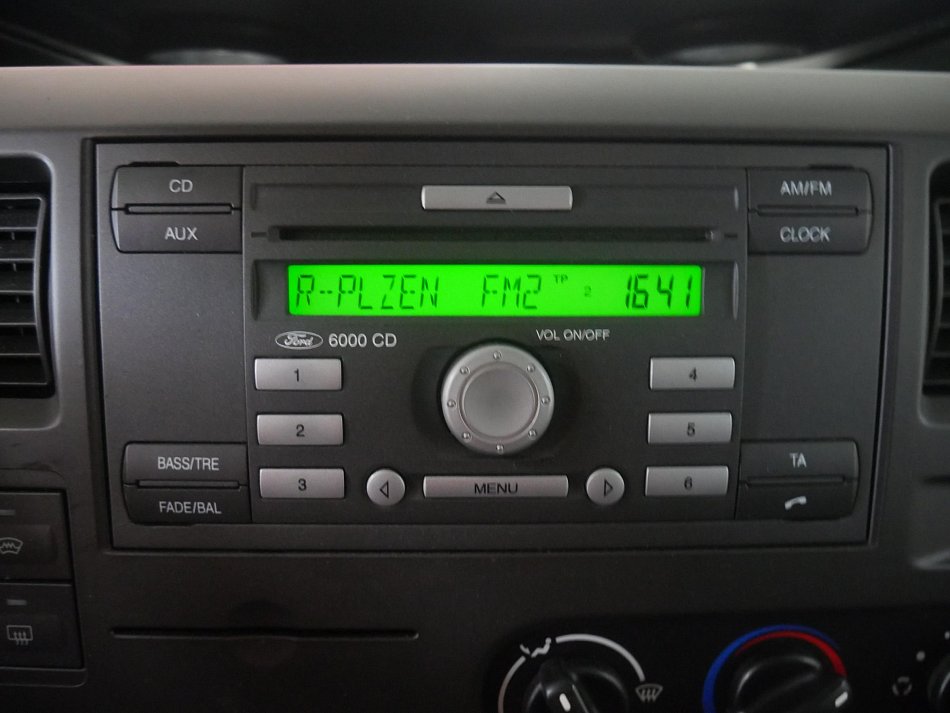 CD
AM/FM
AUX
CLOCK
R-PLZEN FM2 TP 2 1641
Ford 6000 CD
VOL ON/OFF
1
4
2
5
BASS/TRE
TA
3
MENU
6
FADE/BAL